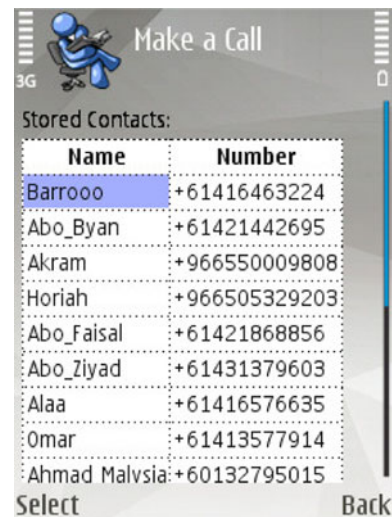 Make a Call
3G
Stored Contacts:
Name Number
Barrooo +61416463224
Abo_Byan +61421442695
Akram +966550009808
Horiah +966505329203
Abo_Faisal +61421868856
Abo_Ziyad +61431379603
Alaa +61416576635
Omar +61413577914
Ahmad Malysia +60132795015
Select Back